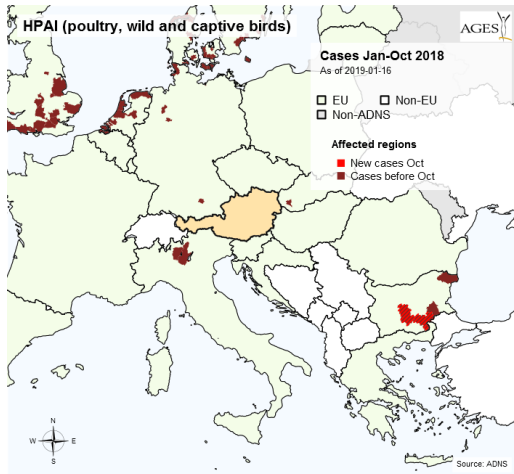 HPAI (poultry, wild and captive birds)
AGES
Cases Jan-Oct 2018
As of 2019-01-16
EU Non-EU
Non-ADNS
Affected regions
New cases Oct
Cases before Oct
N
W E
S
Source: ADNS